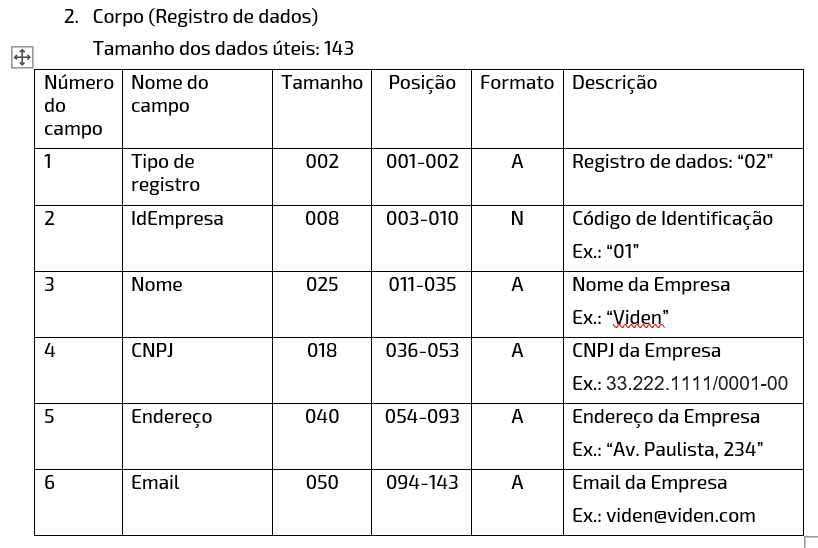 2. Corpo (Registro de dados)
Tamanho dos dados úteis: 143
Número do campo Nome do campo Tamanho Posição Formato Descrição
1 Tipo de registro 002 001-002 A Registro de dados: “02”
2 IdEmpresa 008 003-010 N Código de Identificação
Ex.: “01”
3 Nome 025 011-035 A Nome da Empresa
Ex.: “Viden”
4 CNPJ 018 036-053 A CNPJ da Empresa
Ex.: 33.222.1111/0001-00
5 Endereço 040 054-093 A Endereço da Empresa
Ex.: “Av. Paulista, 234”
6 Email 050 094-143 A Email da Empresa
Ex.: viden@viden.com